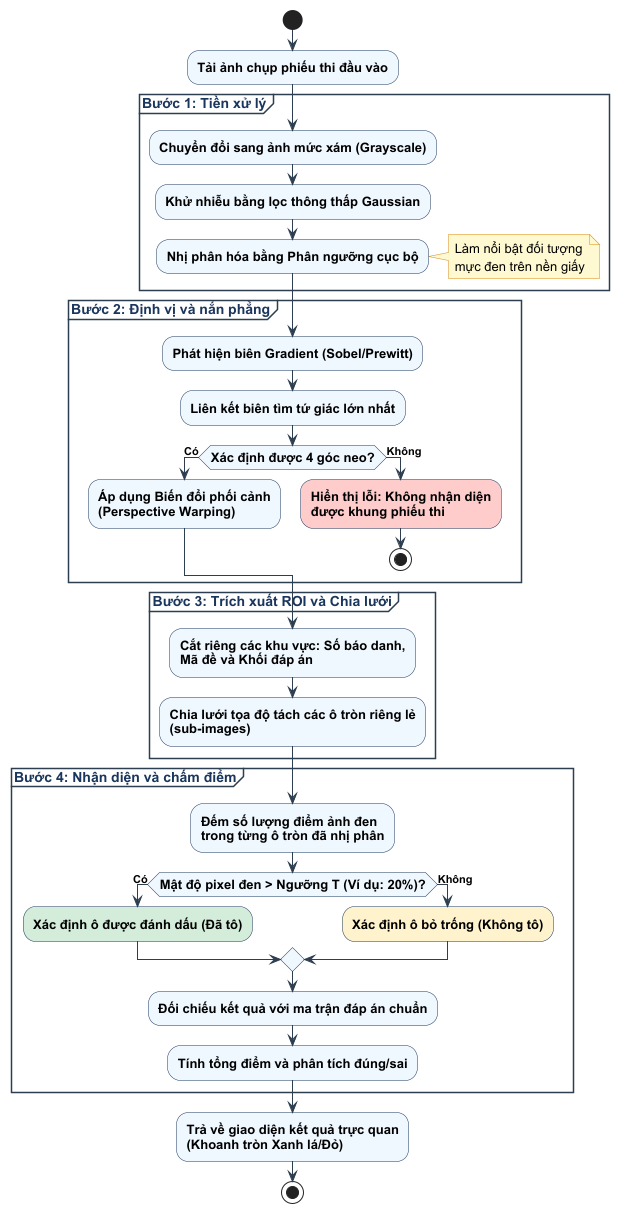 Tải ảnh chụp phiếu thi đầu vào
Bước 1: Tiền xử lý
Chuyển đổi sang ảnh mức xám (Grayscale)
Khử nhiễu bằng lọc thông thấp Gaussian
Nhị phân hóa bằng Phân ngưỡng cục bộ
Làm nổi bật đối tượng
mực đen trên nền giấy
Bước 2: Định vị và nắn phẳng
Phát hiện biên Gradient (Sobel/Prewitt)
Liên kết biên tìm tứ giác lớn nhất
Có
Xác định được 4 góc neo?
Không
Áp dụng Biến đổi phối cảnh
(Perspective Warping)
Hiển thị lỗi: Không nhận diện
được khung phiếu thi
Bước 3: Trích xuất ROI và Chia lưới
Cắt riêng các khu vực: Số báo danh,
Mã đề và Khối đáp án
Chia lưới tọa độ tách các ô tròn riêng lẻ
(sub-images)
Bước 4: Nhận diện và chấm điểm
Đếm số lượng điểm ảnh đen
trong từng ô tròn đã nhị phân
Có
Mật độ pixel đen > Ngưỡng T (Ví dụ: 20%)?
Không
Xác định ô được đánh dấu (Đã tô)
Xác định ô bỏ trống (Không tô)
Đối chiếu kết quả với ma trận đáp án chuẩn
Tính tổng điểm và phân tích đúng/sai
Trả về giao diện kết quả trực quan
(Khoanh tròn Xanh lá/Đỏ)